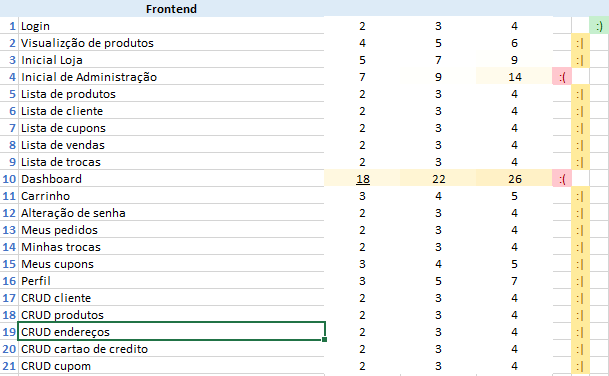 Frontend
1 Login 2 3 4 :)
2 Visualizção de produtos 4 5 6 :|
3 Inicial Loja 5 7 9 :|
4 Inicial de Administração 7 9 14 :(
5 Lista de produtos 2 3 4 :|
6 Lista de cliente 2 3 4 :|
7 Lista de cupons 2 3 4 :|
8 Lista de vendas 2 3 4 :|
9 Lista de trocas 2 3 4 :|
10 Dashboard 18 22 26 :(
11 Carrinho 3 4 5 :|
12 Alteração de senha 2 3 4 :|
13 Meus pedidos 2 3 4 :|
14 Minhas trocas 2 3 4 :|
15 Meus cupons 3 4 5 :|
16 Perfil 3 5 7 :|
17 CRUD cliente 2 3 4 :|
18 CRUD produtos 2 3 4 :|
19 CRUD endereços 2 3 4 :|
20 CRUD cartao de credito 2 3 4 :|
21 CRUD cupom 2 3 4 :|